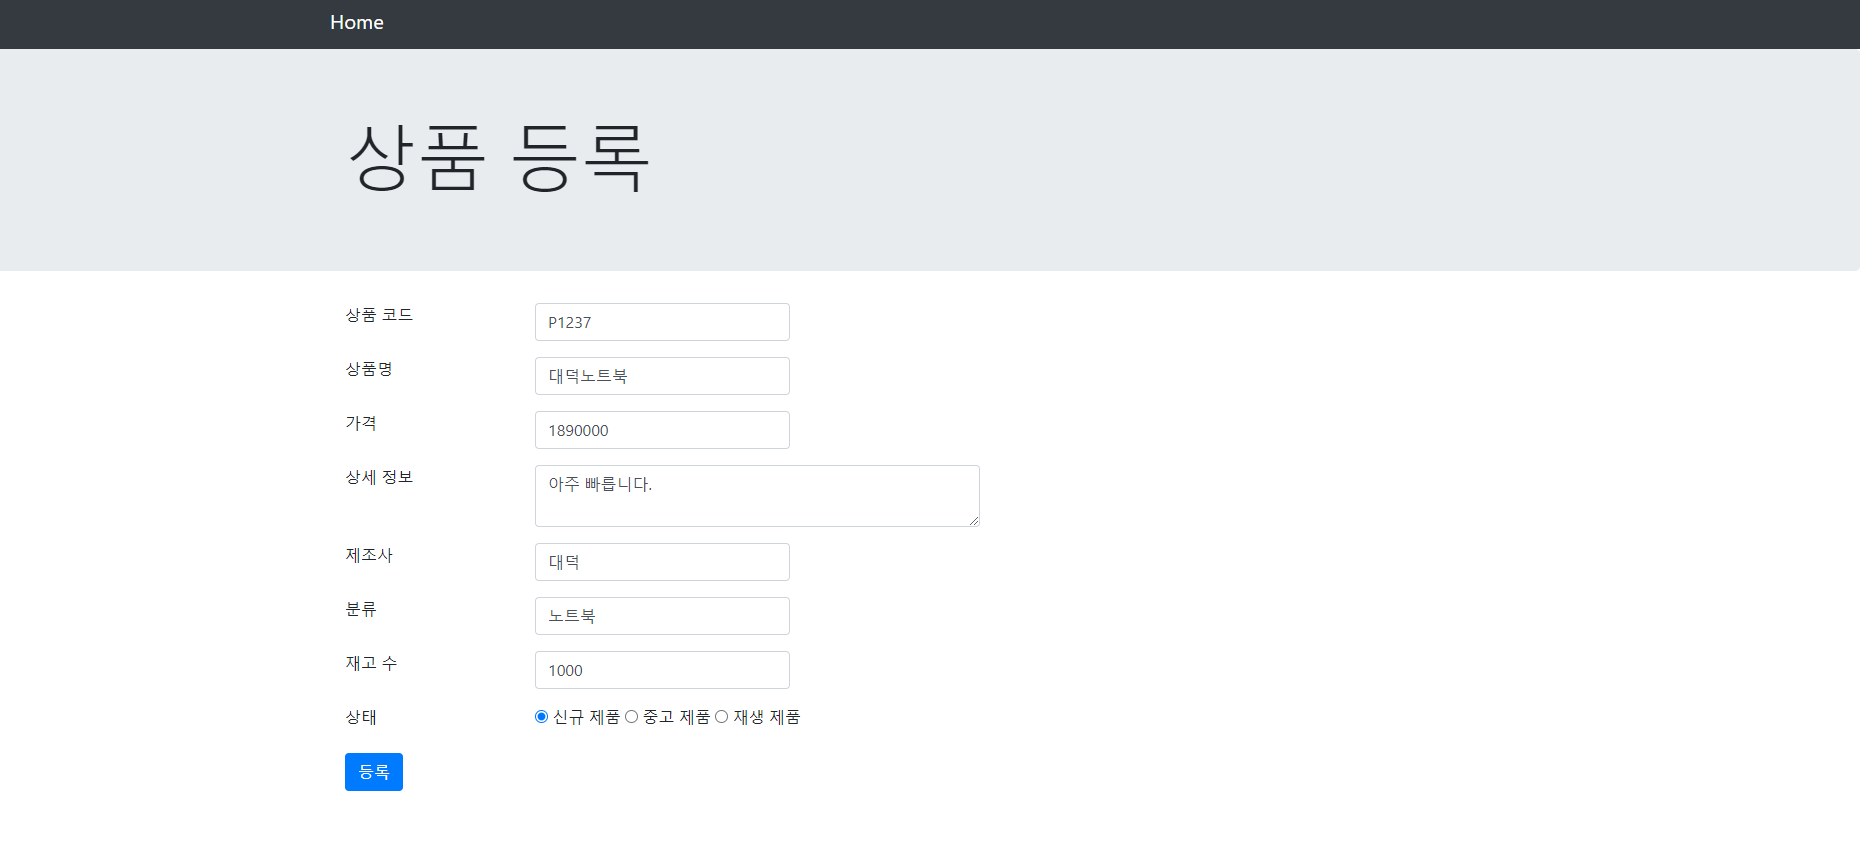 Home
상품 등록
상품 코드 P1237
상품명 대덕노트북
가격 1890000
상세 정보 아주 빠릅니다.
제조사 대덕
분류 노트북
재고 수 1000
상태 신규 제품 중고 제품 재생 제품
등록